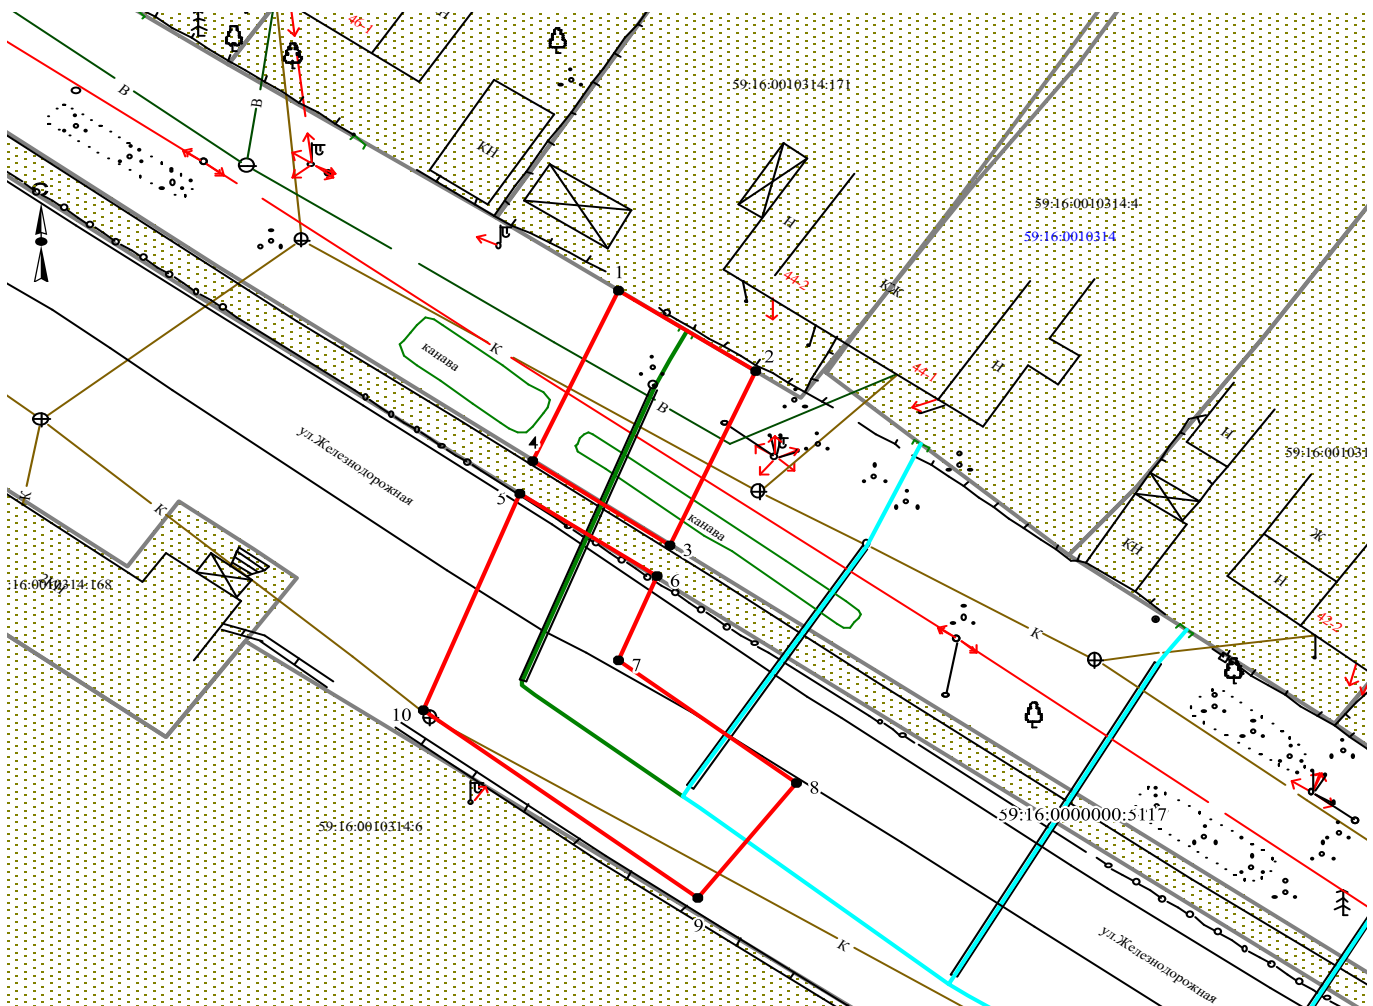 46-1
Н
В
В
59:16:0010314:171
КН
С
59:16:0010314:4
Н
59:16:0010314
1
44-2
КЖ
К
канава
2
Н
44-1
В
4
Н
ул.Железнодорожная
59:16:001031
5
К
канава
Ж
3
КН
Н
6
16:0010314:168
42-2
К
7
10
8
59:16:0000000:5117
59:16:0010314:6
9
К
ул.Железнодорожная